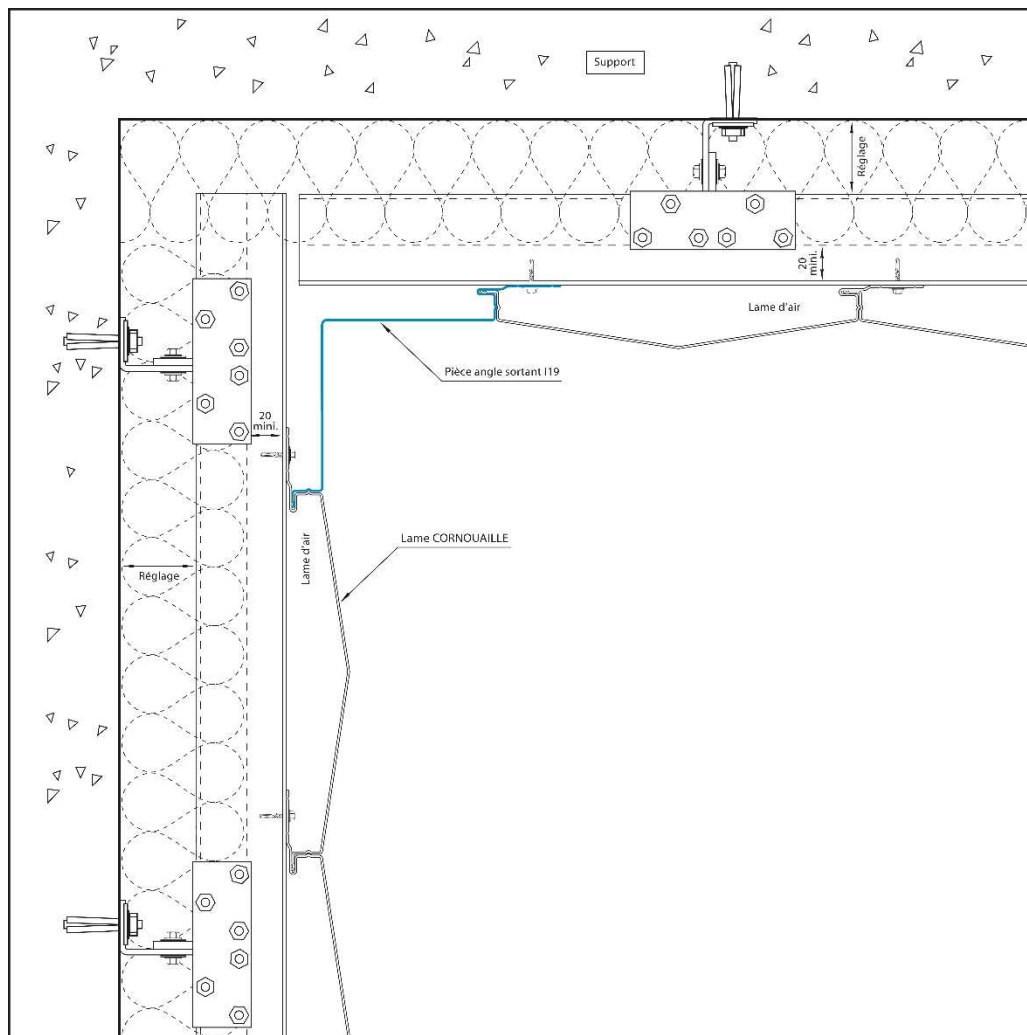 Support
Réglage
20
mini.
Lame d'air
Pièce angle sortant I19
20
mini.
Lame CORNOUAILLE
Lame d'air
Réglage